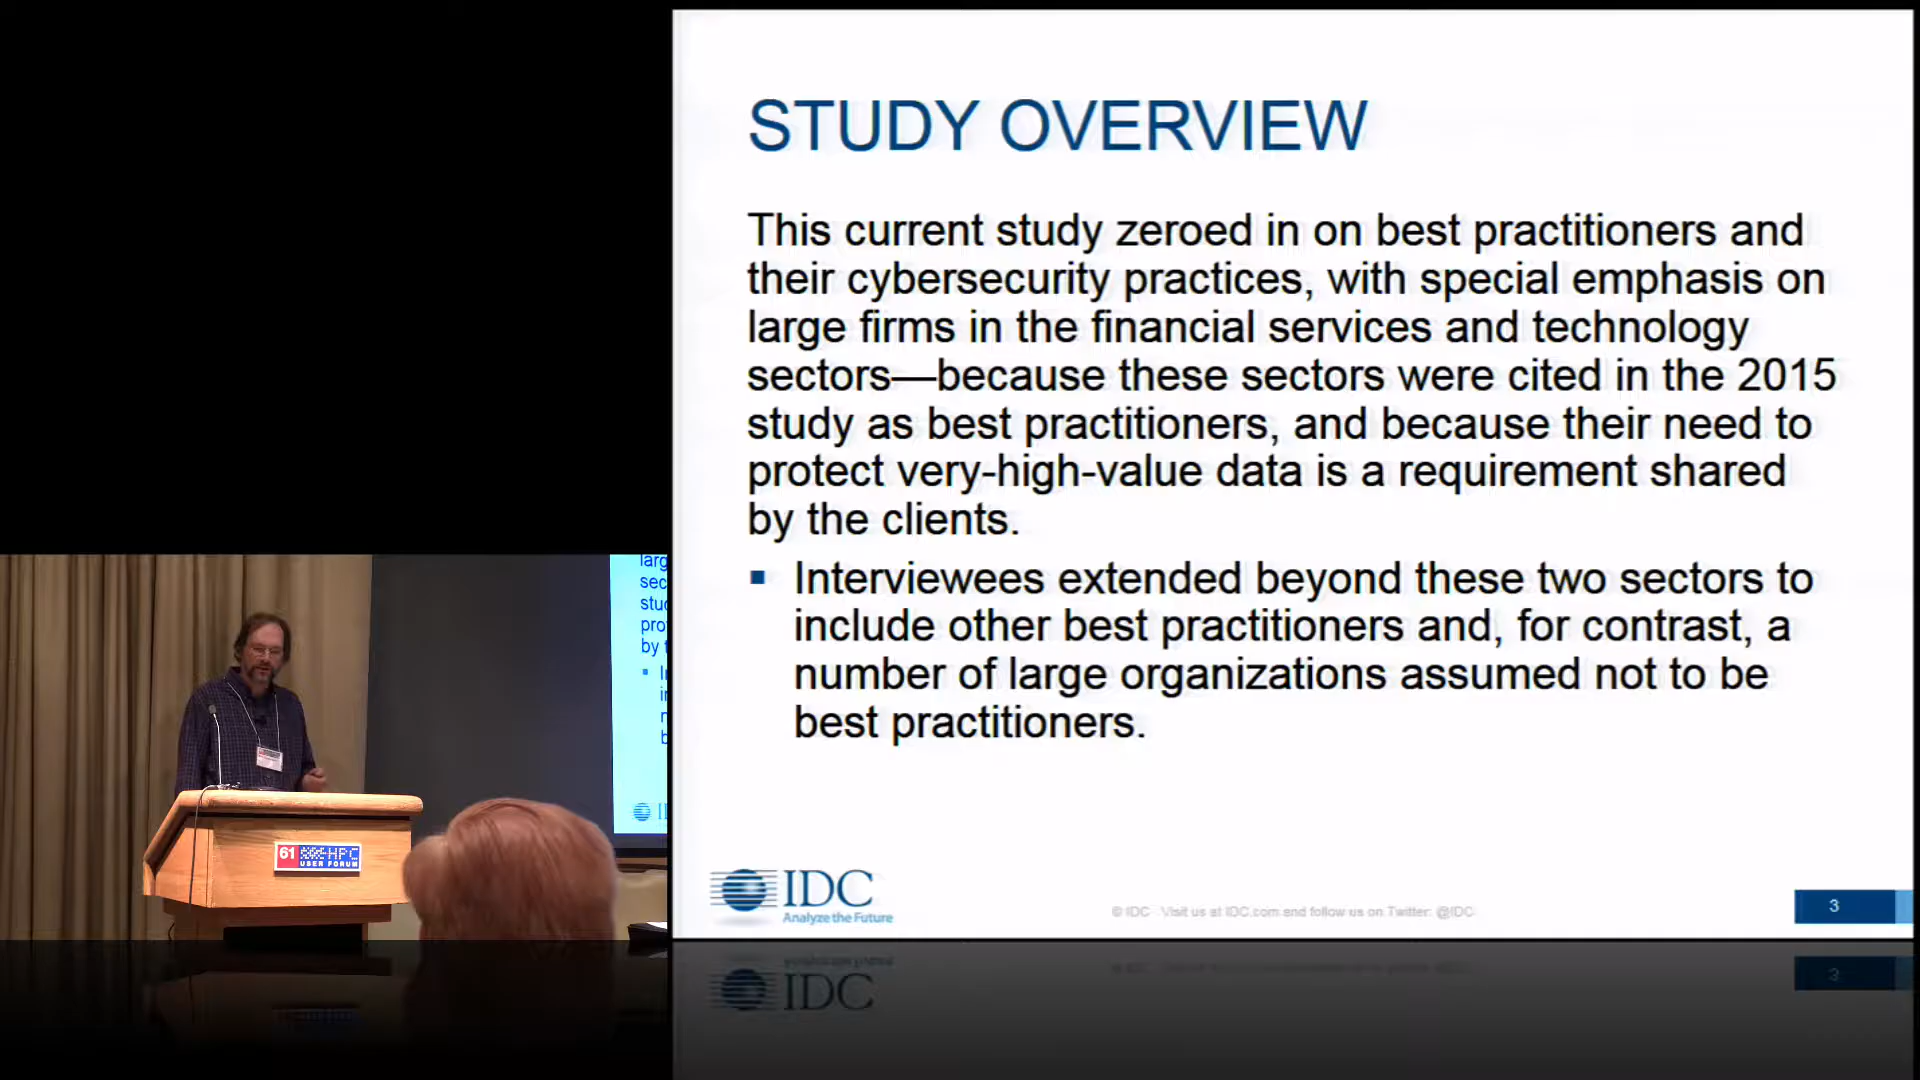 STUDY OVERVIEW
This current study zeroed in on best practitioners and
their cybersecurity practices, with special emphasis on
large firms in the financial services and technology
sectors—because these sectors were cited in the 2015
study as best practitioners, and because their need to
protect very-high-value data is a requirement shared
by the clients.
▪ Interviewees extended beyond these two sectors to
include other best practitioners and, for contrast, a
number of large organizations assumed not to be
best practitioners.
IDC
Analyze the Future
© IDC Visit us at IDC.com and follow us on Twitter: @IDC
3
larg
sec
stu
pro
by
61 HPC
USER FORUM